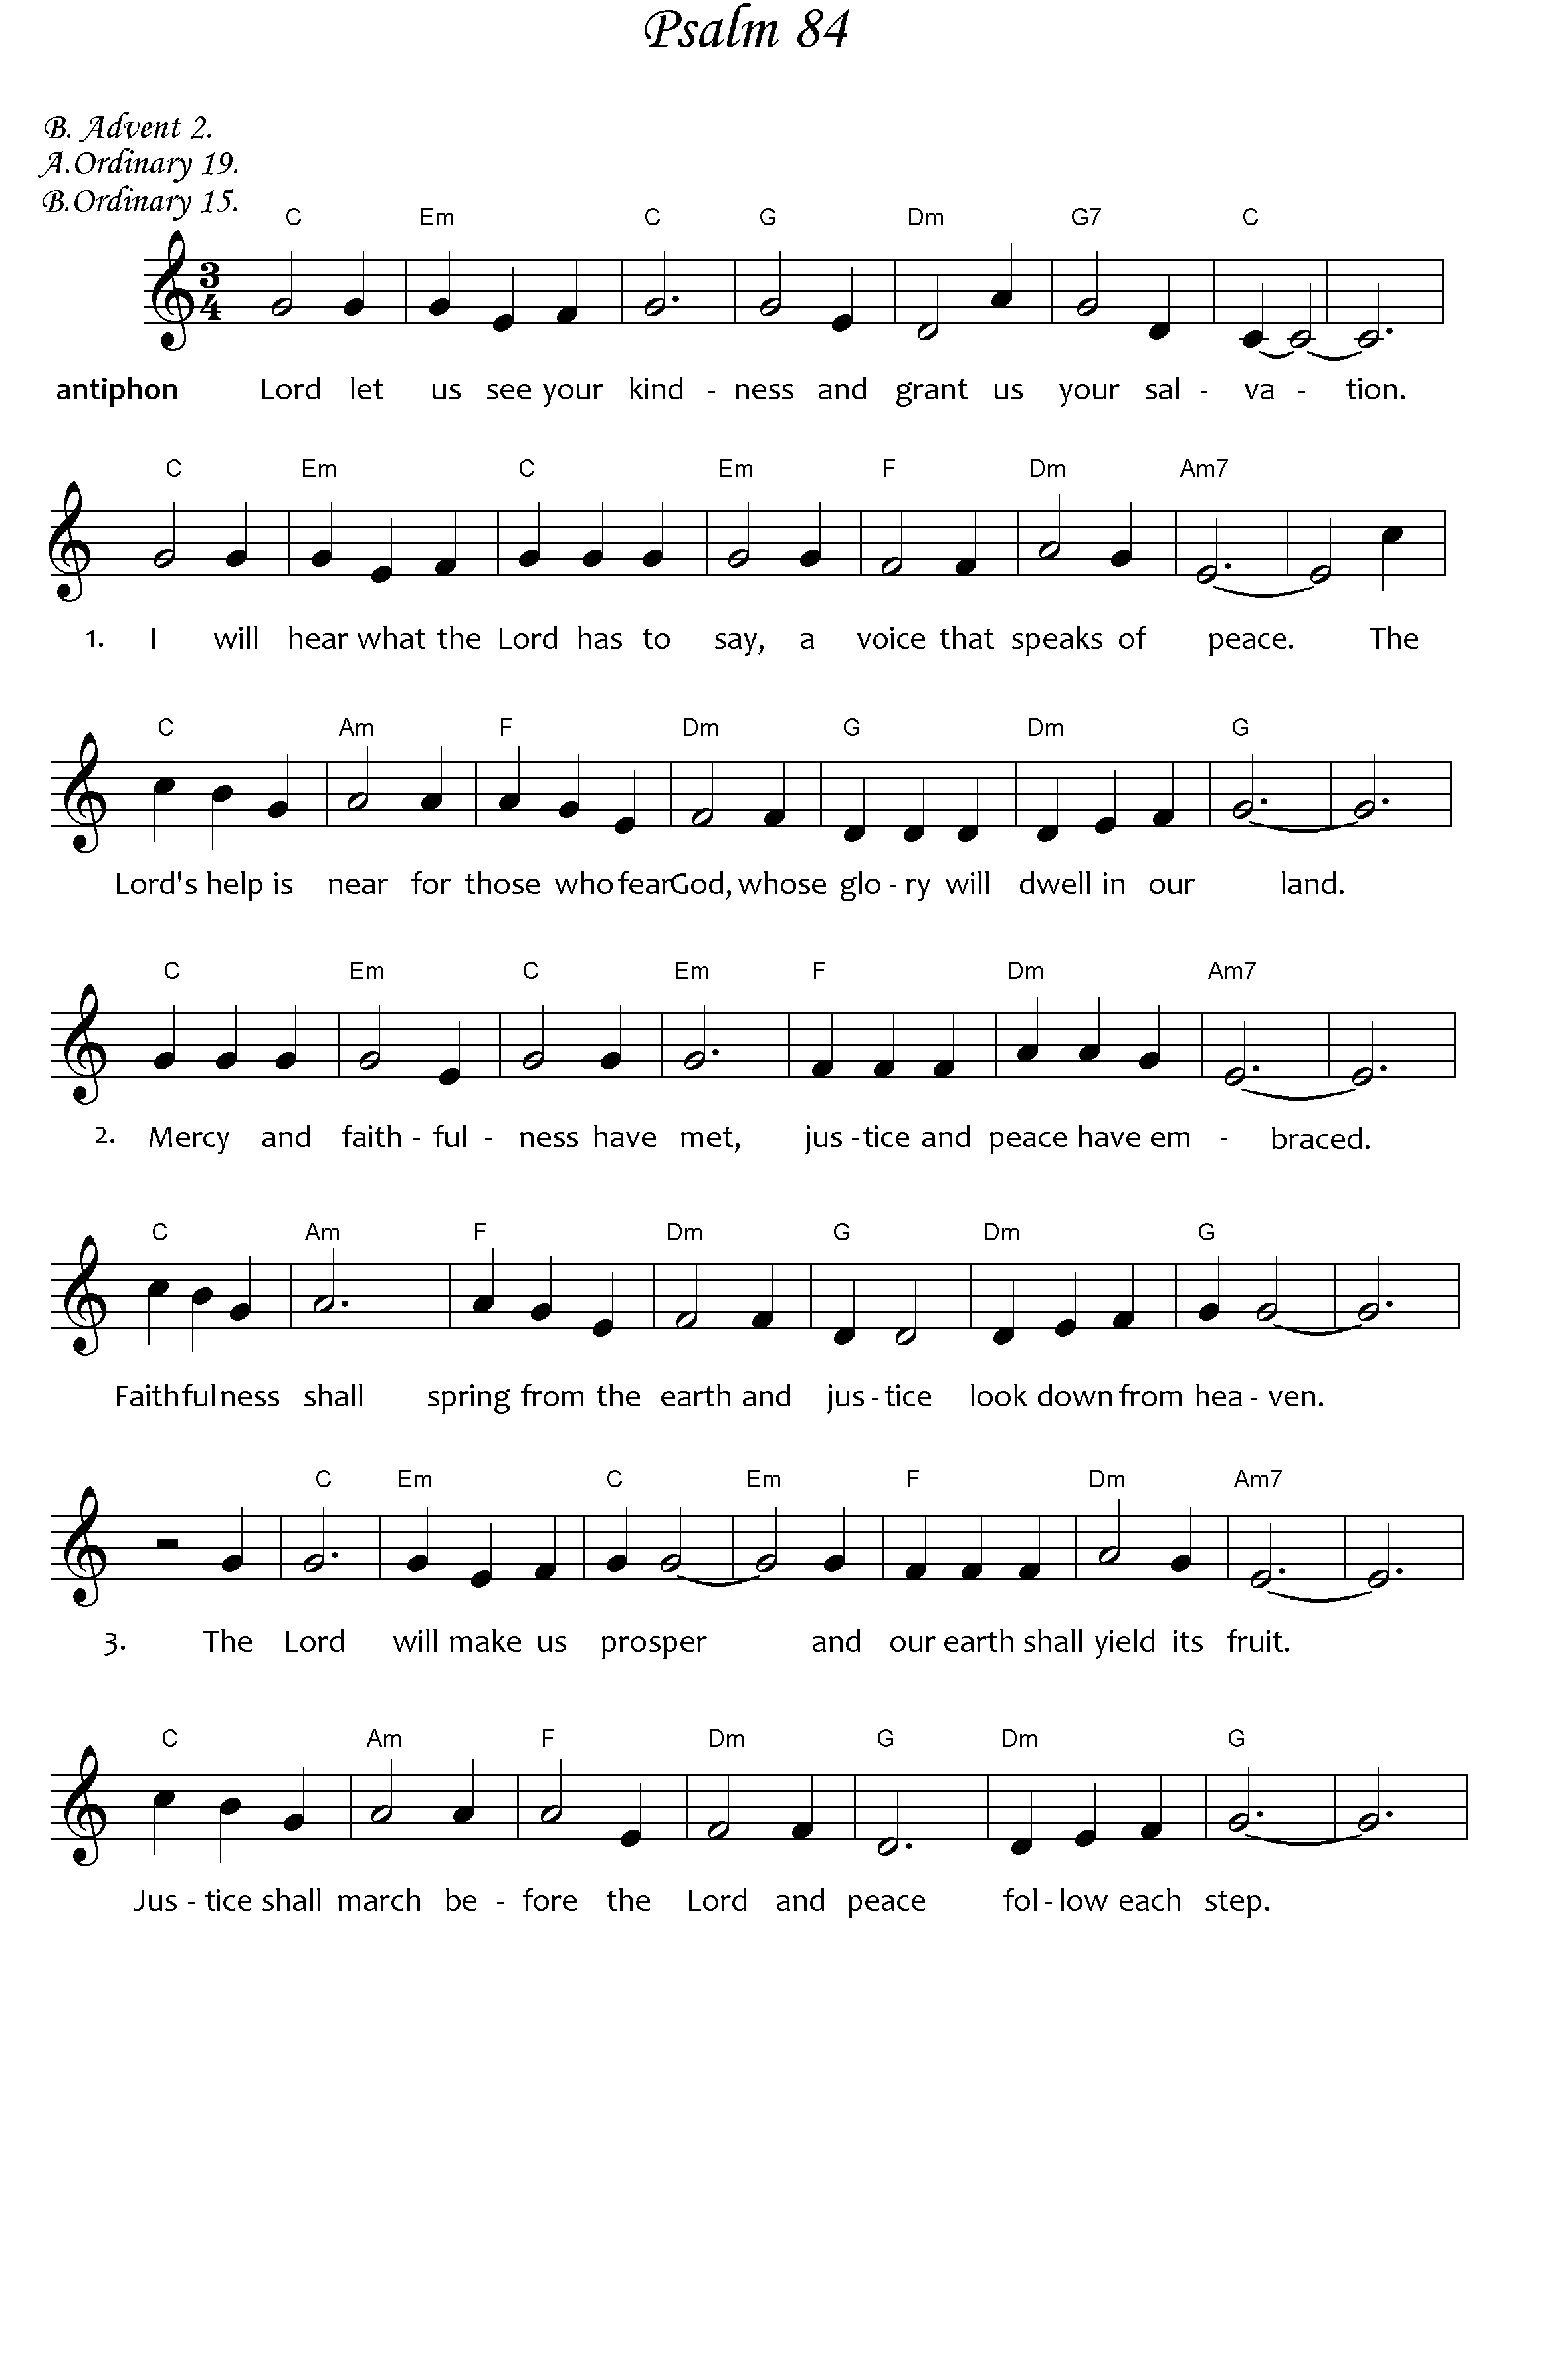 Psalm 84
B. Advent 2.
A.Ordinary 19.
B.Ordinary 15.
C Em C G Dm G7 C
3
4
antiphon Lord let us see your kind - ness and grant us your sal - va - tion.
C Em C Em F Dm Am7
1. I will hear what the Lord has to say, a voice that speaks of peace. The
C Am F Dm G Dm G
Lord's help is near for those who fear God, whose glo - ry will dwell in our land.
C Em C Em F Dm Am7
2. Mercy and faith - ful - ness have met, jus - tice and peace have em - braced.
C Am F Dm G Dm G
Faithfulness shall spring from the earth and jus - tice look down from hea - ven.
C Em C Em F Dm Am7
3. The Lord will make us prosper and our earth shall yield its fruit.
C Am F Dm G Dm G
Jus - tice shall march be - fore the Lord and peace fol - low each step.